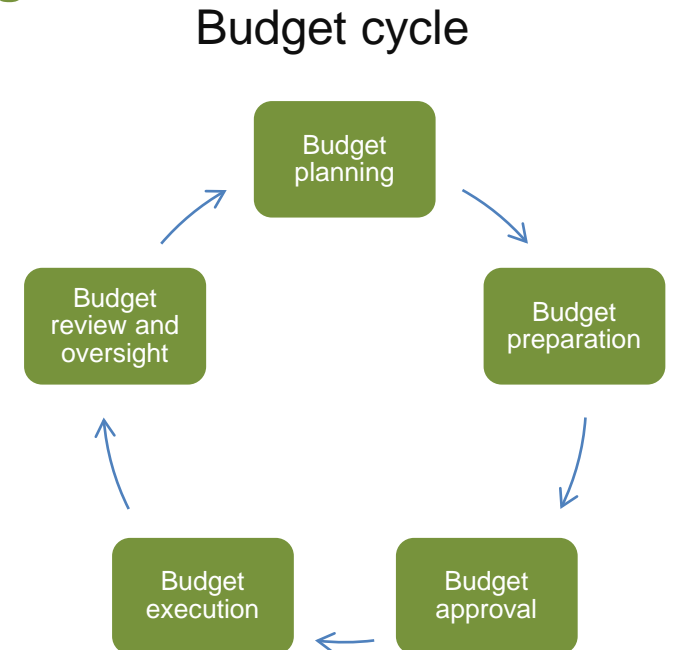 Budget cycle
Budget
planning
Budget
preparation
Budget
approval
Budget
execution
Budget
review and
oversight